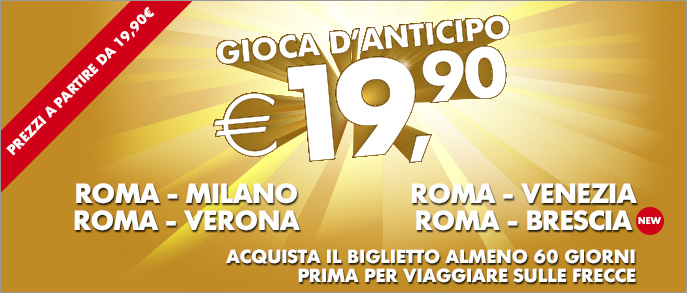 PREZZI A PARTIRE DA 19,90€
GIOCA D'ANTICIPO
€19,90
ROMA - MILANO
ROMA - VENEZIA
ROMA - VERONA
ROMA - BRESCIA NEW
ACQUISTA IL BIGLIETTO ALMENO 60 GIORNI
PRIMA PER VIAGGIARE SULLE FRECCE